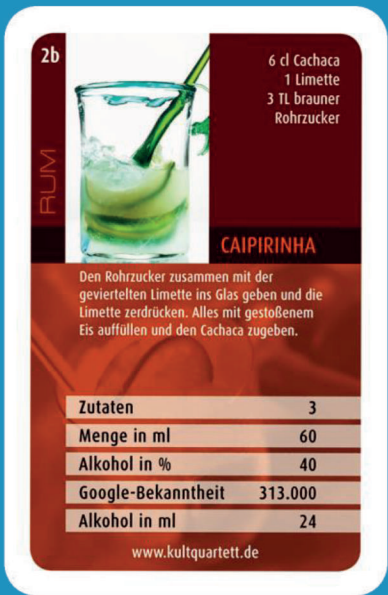 2b
6 cl Cachaca
1 Limette
3 TL brauner
Rohrzucker
RUM
CAIPIRINHA
Den Rohrzucker zusammen mit der
geviertelten Limette ins Glas geben und die
Limette zerdrücken. Alles mit gestoßenem
Eis auffüllen und den Cachaca zugeben.
Zutaten 3
Menge in ml 60
Alkohol in % 40
Google-Bekanntheit 313.000
Alkohol in ml 24
www.kultquartett.de